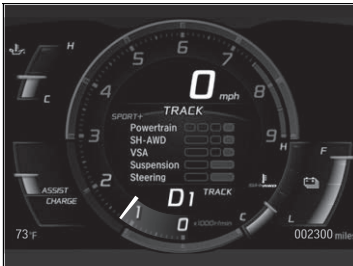 H
C
5
6
7
4
8
3
9
2
1
0
0 mph
SPORT+
TRACK
Powertrain
SH-AWD
VSA
Suspension
Steering
D1
TRACK
x1000r/min
ASSIST
CHARGE
H
C
F
L
73°F
002300 miles